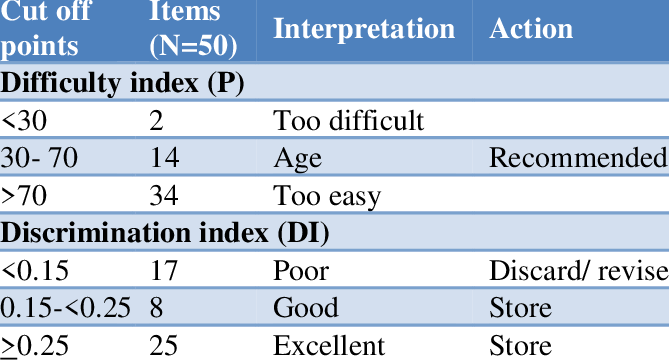 Cut off points Items (N=50) Interpretation Action
Difficulty index (P)
<30 2 Too difficult
30- 70 14 Age Recommended
>70 34 Too easy
Discrimination index (DI)
<0.15 17 Poor Discard/ revise
0.15-<0.25 8 Good Store
≥0.25 25 Excellent Store